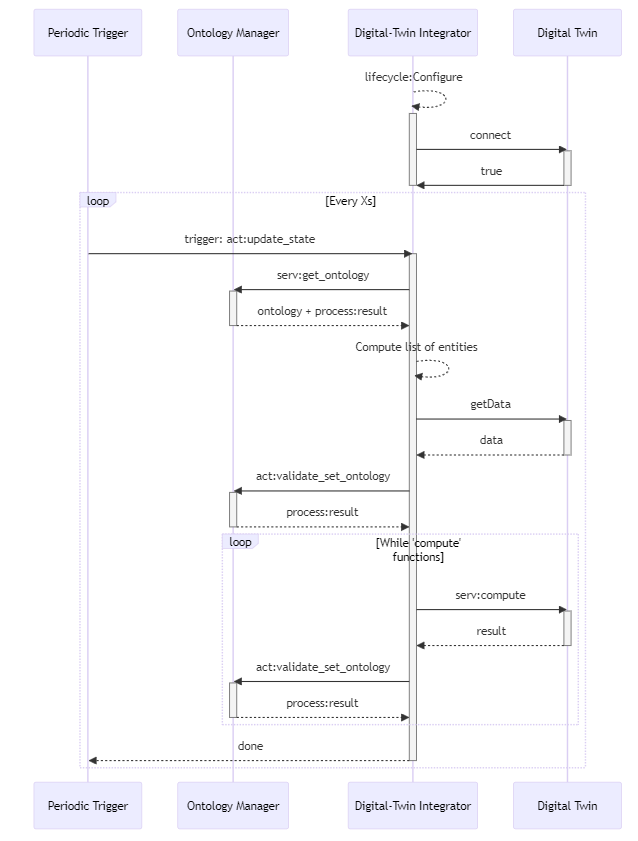 Periodic Trigger
Ontology Manager
Digital-Twin Integrator
Digital Twin
lifecycle:Configure
connect
true
loop
[Every Xs]
trigger: act:update_state
serv:get_ontology
ontology + process:result
Compute list of entities
getData
data
act:validate_set_ontology
process:result
loop
[While 'compute'
functions]
serv:compute
result
act:validate_set_ontology
process:result
done
Periodic Trigger
Ontology Manager
Digital-Twin Integrator
Digital Twin